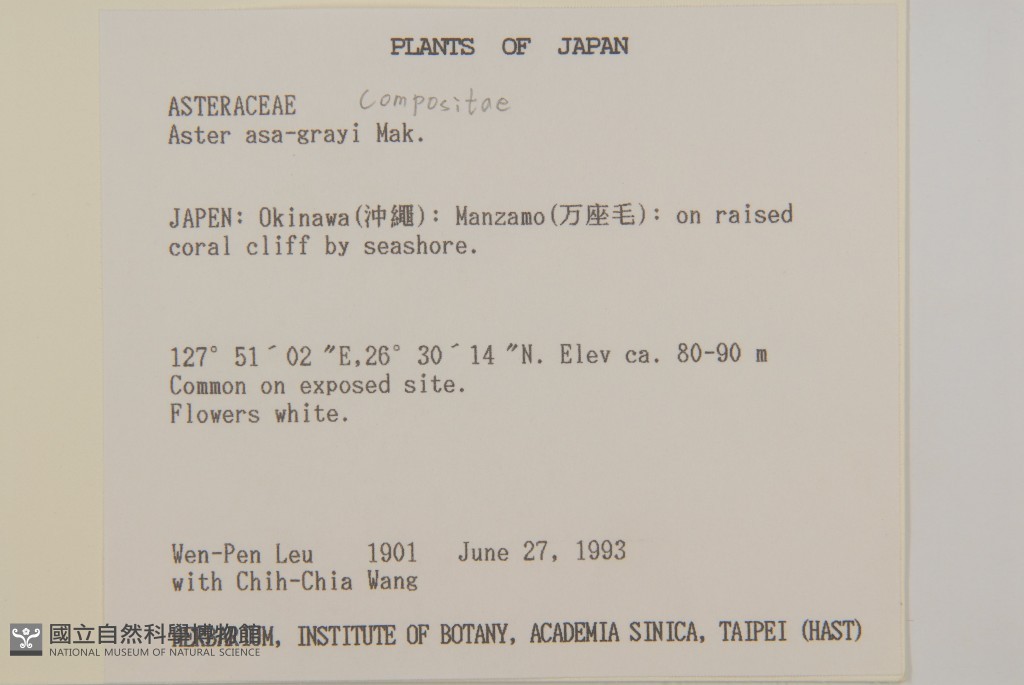 PLANTS OF JAPAN
ASTERACEAE Compositae
Aster asa-grayi Mak.
JAPEN: Okinawa(沖繩): Manzamo(万座毛): on raised
coral cliff by seashore.
127° 51´02 ″E,26° 30´14 ″N. Elev ca. 80-90 m
Common on exposed site.
Flowers white.
Wen-Pen Leu 1901 June 27, 1993
with Chih-Chia Wang
HERBARIUM, INSTITUTE OF BOTANY, ACADEMIA SINICA, TAIPEI (HAST)
國立自然科學博物館
NATIONAL MUSEUM OF NATURAL SCIENCE